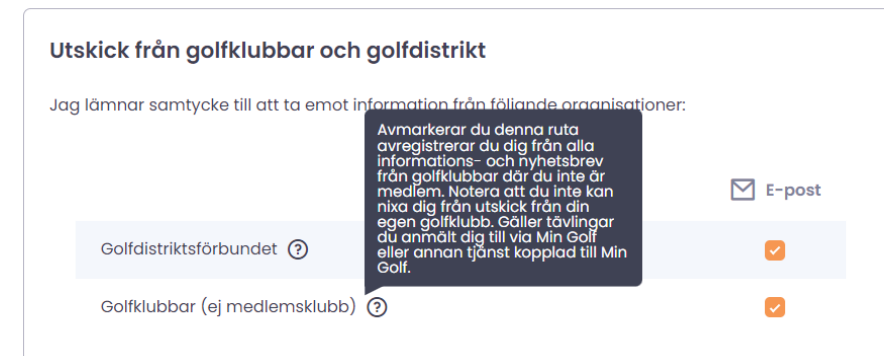 Utskick från golfklubbar och golfdistrikt
Jag lämnar samtycke till att ta emot information från följande organisationer:
Avmarkerar du denna ruta
avregistrerar du dig från alla
informations- och nyhetsbrev
från golfklubbar där du inte är
medlem. Notera att du inte kan
nixa dig från utskick från din
egen golfklubb. Gäller tävlingar
du anmält dig till via Min Golf
eller annan tjänst kopplad till Min
Golf.
E-post
Golfdistriktsförbundet ?
Golfklubbar (ej medlemsklubb) ?